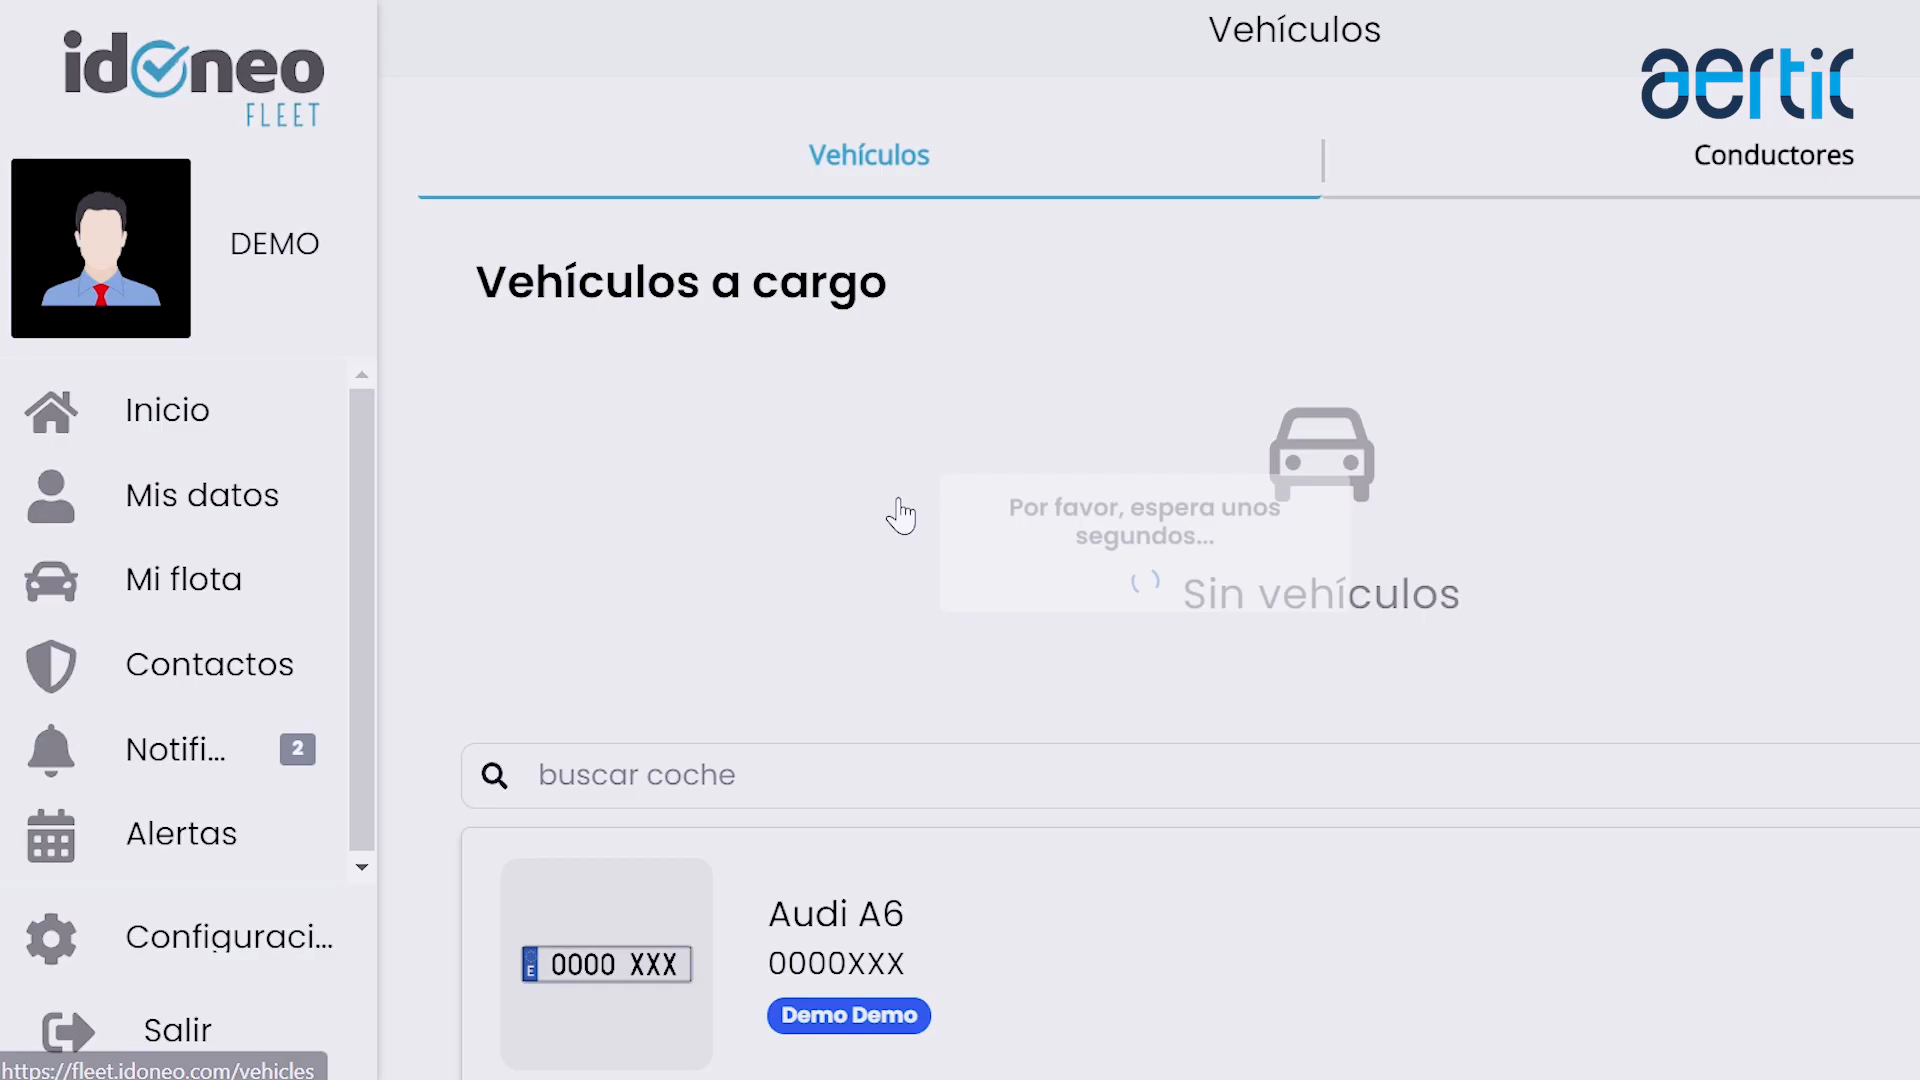 idoneo
FLEET
DEMO
Inicio
Mis datos
Mi flota
Contactos
Notifi...
2
Alertas
Configuraci...
Salir
https://fleet.idoneo.com/vehicles
Vehículos
aertic
Vehículos
Conductores
Vehículos a cargo
Por favor, espera unos
segundos...
Sin vehículos
buscar coche
E 0000 XXX
Audi A6
0000XXX
Demo Demo